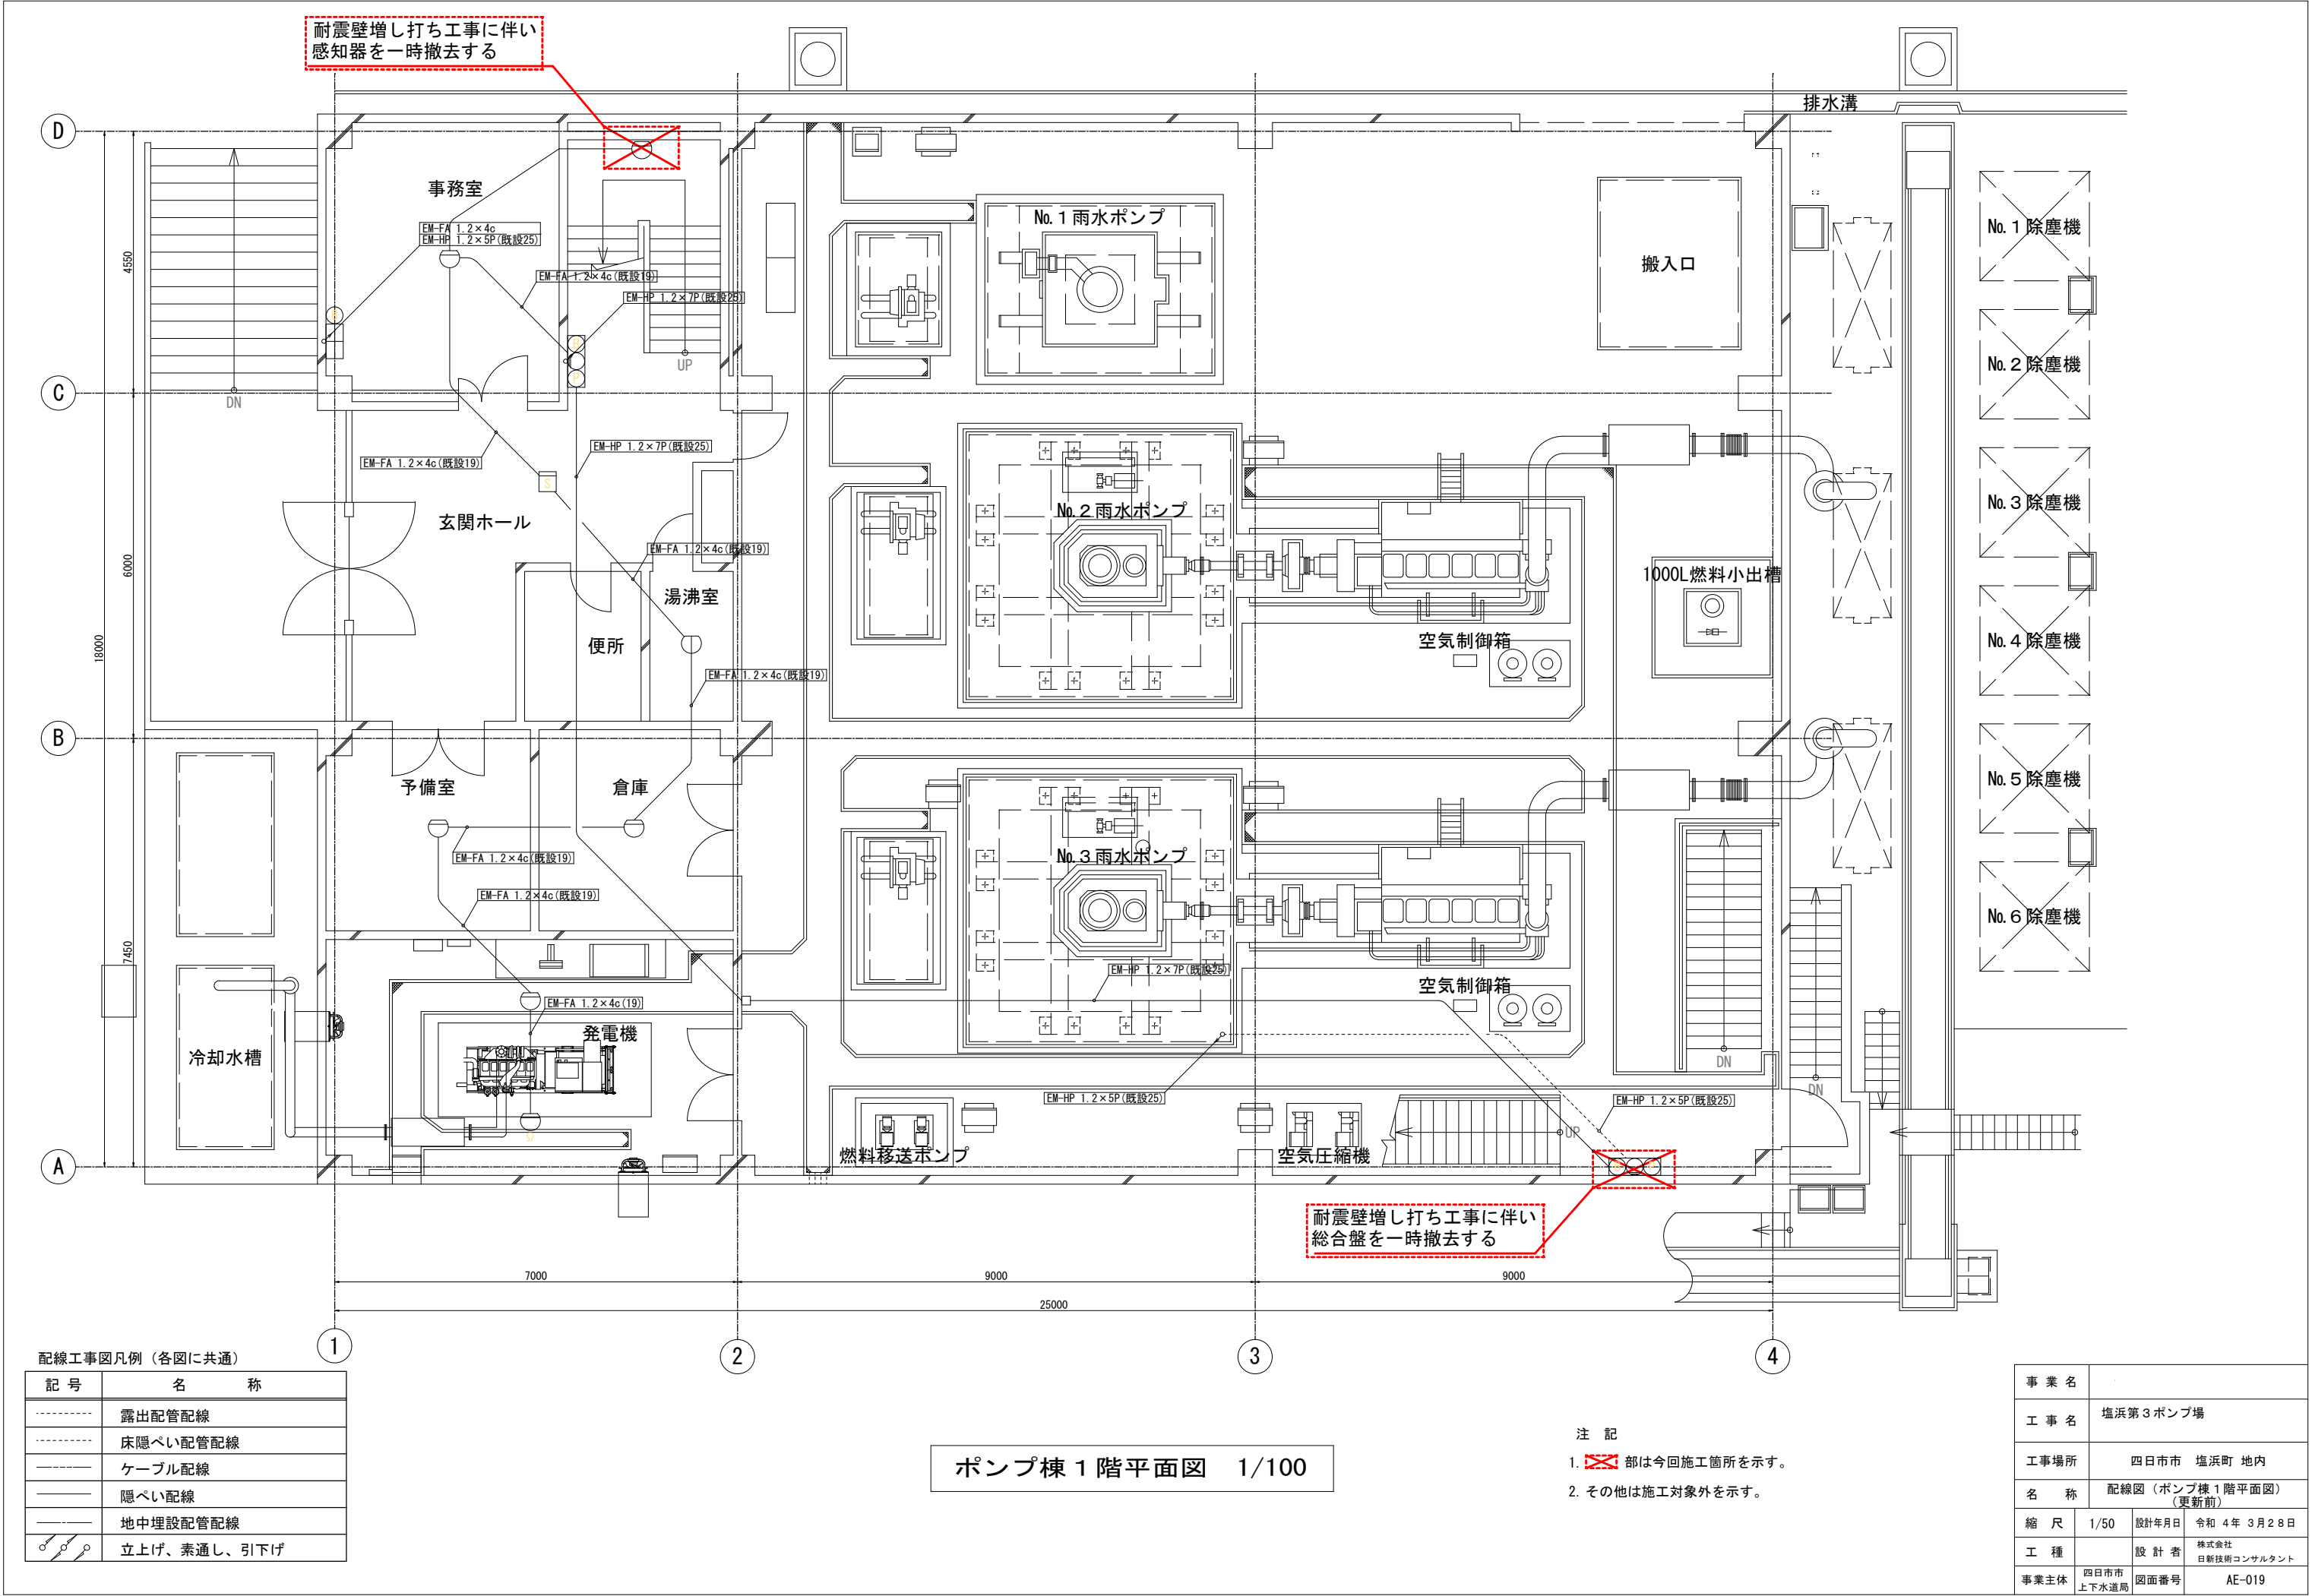 耐震壁増し打ち工事に伴い
感知器を一時撤去する
排水溝
D
事務室
No.1雨水ポンプ
搬入口
No.1除塵機
EM-FA 1.2×4c
EM-HP 1.2×5P(既設25)
EM-FA 1.2×4c(既設19)
EM-HP 1.2×7P(既設25)
4550
UP
No.2除塵機
C
DN
EM-HP 1.2×7P(既設25)
EM-FA 1.2×4c(既設19)
S
玄関ホール
No.2雨水ポンプ
No.3除塵機
EM-FA 1.2×4c(既設19)
6000
湯沸室
1000L燃料小出槽
18000
便所
空気制御箱
No.4除塵機
EM-FA 1.2×4c(既設19)
B
予備室
倉庫
No.5除塵機
EM-FA 1.2×4c(既設19)
No.3雨水ポンプ
EM-FA 1.2×4c(既設19)
No.6除塵機
7450
EM-HP 1.2×7P(既設25)
空気制御箱
EM-FA 1.2×4c(19)
発電機
冷却水槽
DN
DN
EM-HP 1.2×5P(既設25)
EM-HP 1.2×5P(既設25)
UP
A
燃料移送ポンプ
空気圧縮機
耐震壁増し打ち工事に伴い
総合盤を一時撤去する
7000
9000
9000
25000
1
2
3
4
配線工事図凡例（各図に共通）
記号 名称
露出配管配線
床隠ぺい配管配線
ケーブル配線
隠ぺい配線
地中埋設配管配線
立上げ、素通し、引下げ
ポンプ棟１階平面図 1/100
注 記
1. 部は今回施工箇所を示す。
2. その他は施工対象外を示す。
事業名
工事名 塩浜第３ポンプ場
工事場所 四日市市 塩浜町 地内
名称 配線図（ポンプ棟１階平面図）
（更新前）
縮尺 1/50 設計年月日 令和 4年 3月28日
工種 設計者 株式会社
日新技術コンサルタント
事業主体 四日市市
上下水道局 図面番号 AE-019